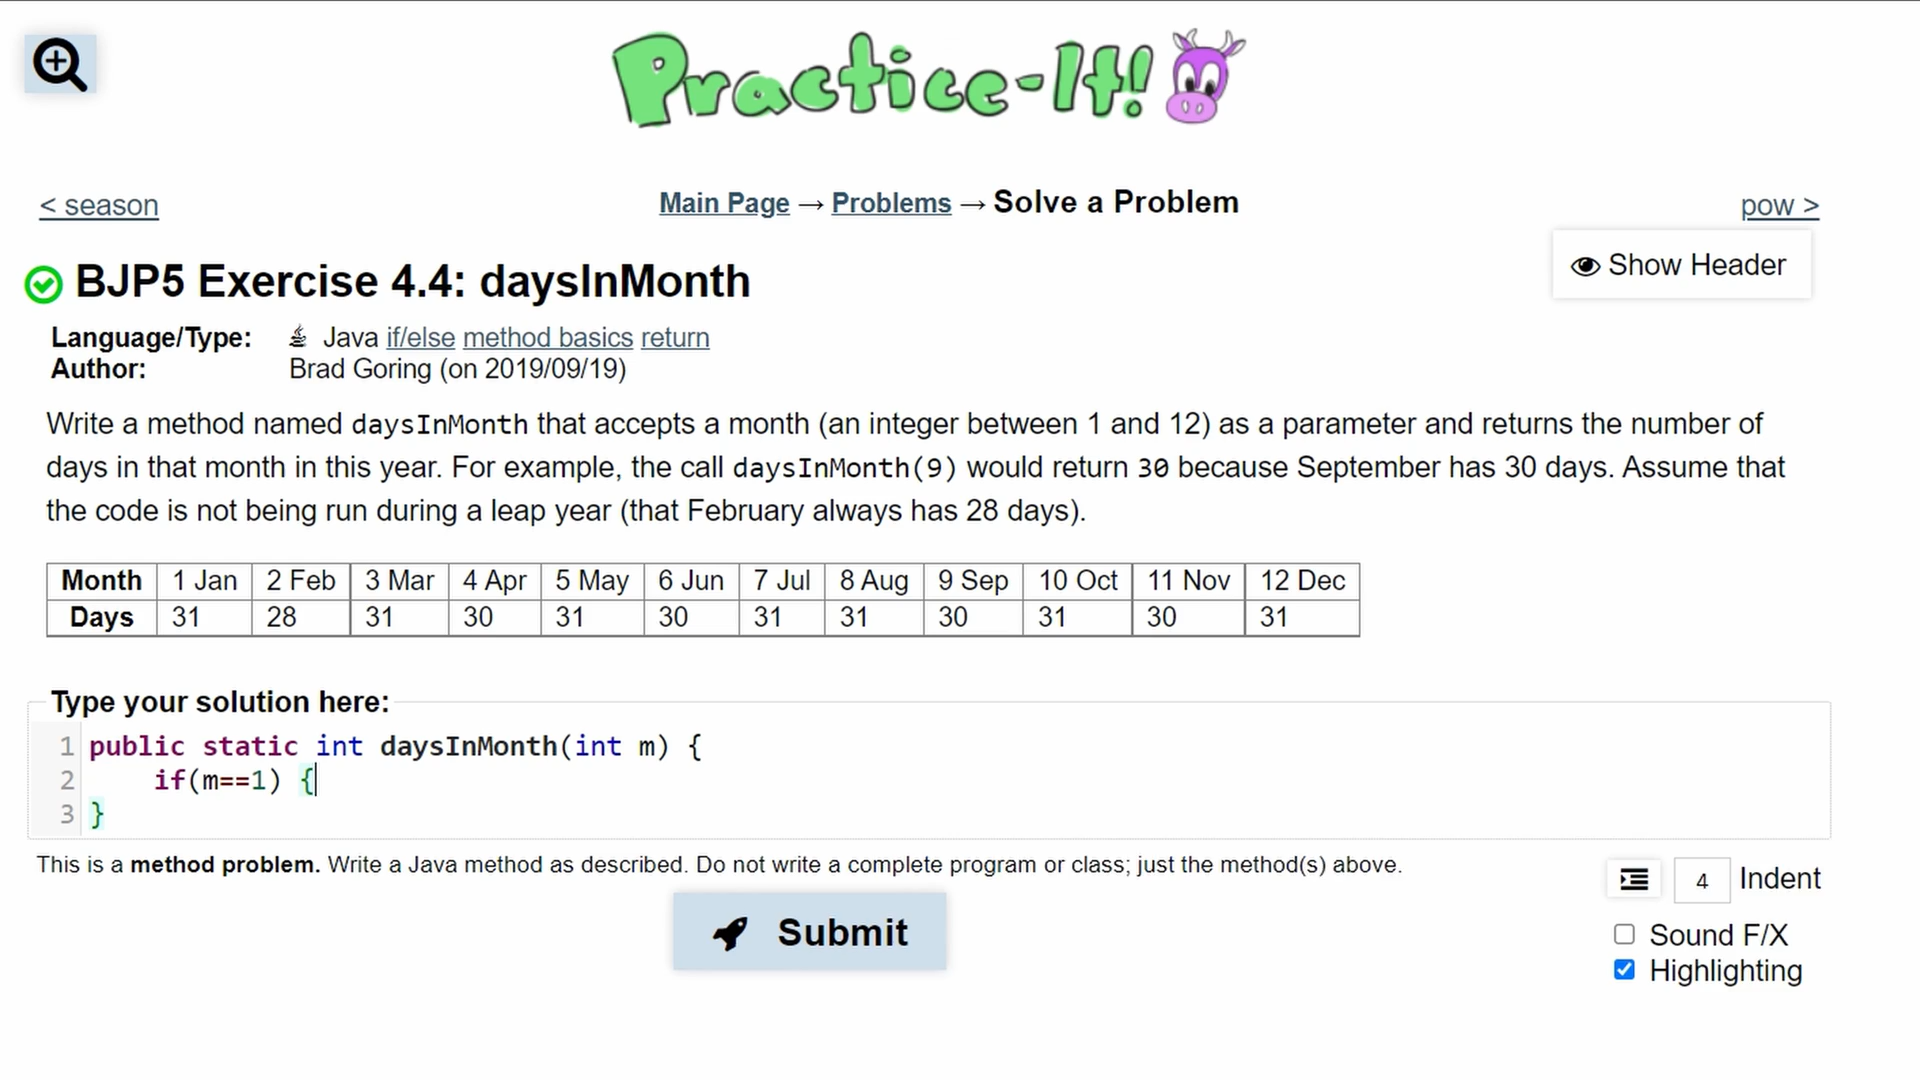 Practice-It!
< season
Main Page → Problems → Solve a Problem
pow >
Show Header
BJP5 Exercise 4.4: daysInMonth
Language/Type: Java if/else method basics return
Author: Brad Goring (on 2019/09/19)
Write a method named daysInMonth that accepts a month (an integer between 1 and 12) as a parameter and returns the number of
days in that month in this year. For example, the call daysInMonth(9) would return 30 because September has 30 days. Assume that
the code is not being run during a leap year (that February always has 28 days).
Month 1 Jan 2 Feb 3 Mar 4 Apr 5 May 6 Jun 7 Jul 8 Aug 9 Sep 10 Oct 11 Nov 12 Dec
Days 31 28 31 30 31 30 31 31 30 31 30 31
Type your solution here:
1 public static int daysInMonth(int m) {
2     if(m==1) {
3 }
This is a method problem. Write a Java method as described. Do not write a complete program or class; just the method(s) above.
4 Indent
Submit
Sound F/X
Highlighting